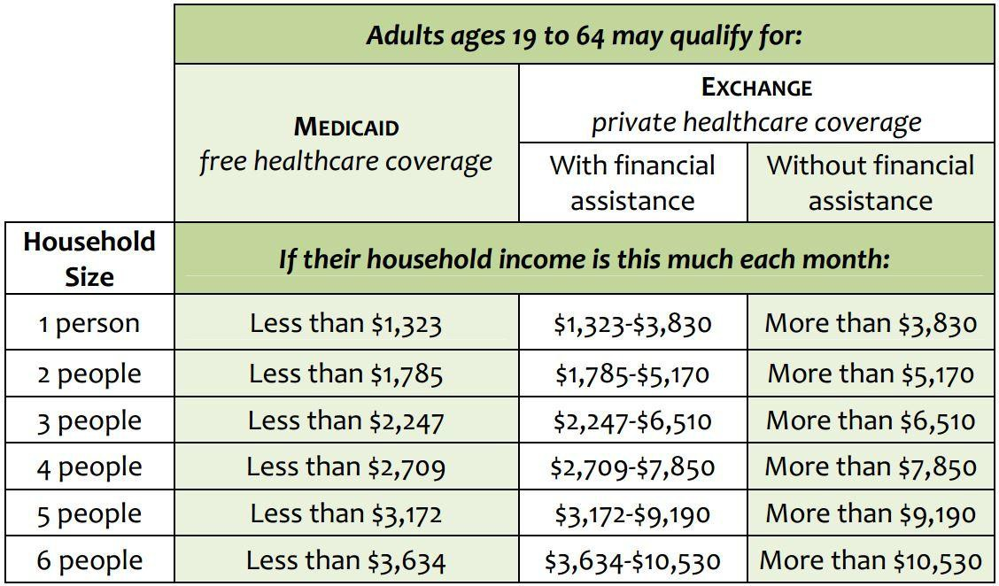 Adults ages 19 to 64 may qualify for:
MEDICAID
free healthcare coverage
EXCHANGE
private healthcare coverage
With financial
assistance
Without financial
assistance
Household
Size
If their household income is this much each month:
1 person Less than $1,323 $1,323-$3,830 More than $3,830
2 people Less than $1,785 $1,785-$5,170 More than $5,170
3 people Less than $2,247 $2,247-$6,510 More than $6,510
4 people Less than $2,709 $2,709-$7,850 More than $7,850
5 people Less than $3,172 $3,172-$9,190 More than $9,190
6 people Less than $3,634 $3,634-$10,530 More than $10,530